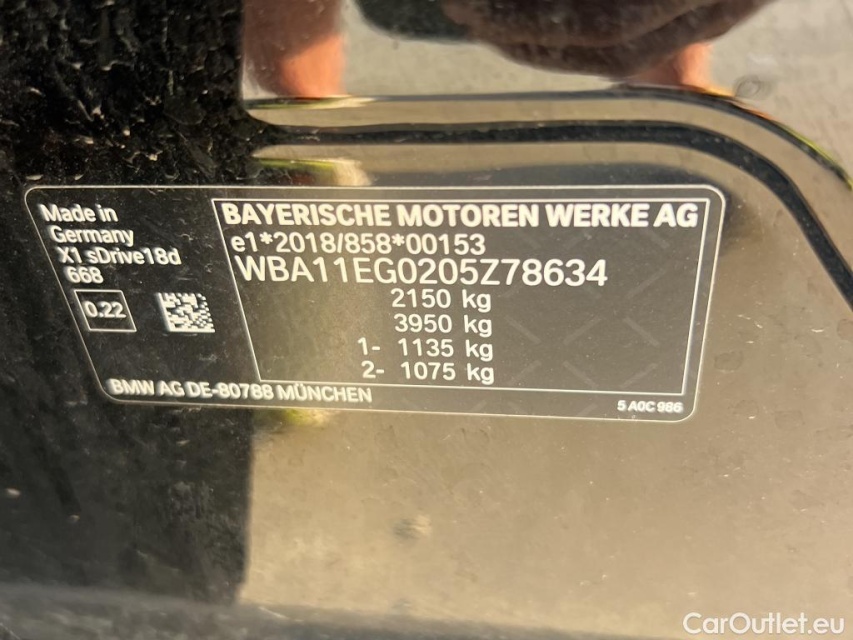 Made in
Germany
X1 sDrive18d
668
0.22
BAYERISCHE MOTOREN WERKE AG
e1*2018/858*00153
WBA11EG0205Z78634
2150 kg
3950 kg
1- 1135 kg
2- 1075 kg
BMW AG DE-80788 MÜNCHEN
5 A0C 986
CarOutlet.eu